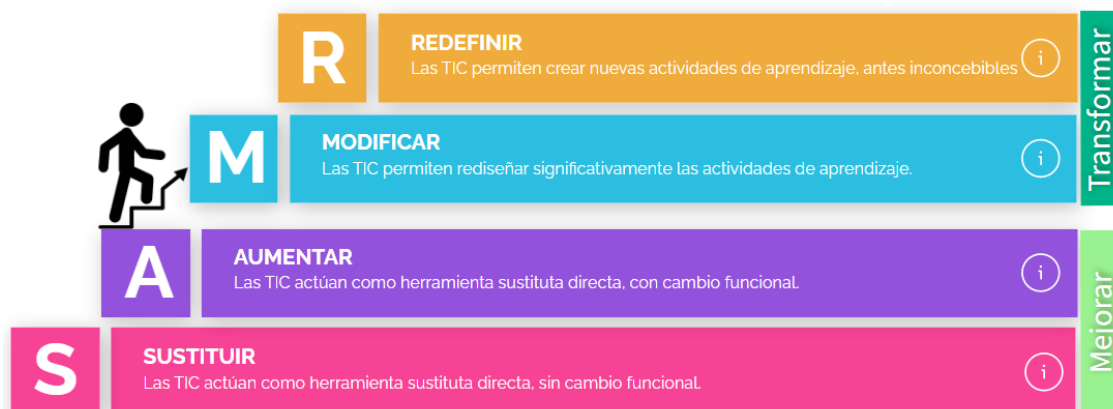 R
REDEFINIR
Las TIC permiten crear nuevas actividades de aprendizaje, antes inconcebibles
i
M
MODIFICAR
Las TIC permiten rediseñar significativamente las actividades de aprendizaje.
i
Transformar
A
AUMENTAR
Las TIC actúan como herramienta sustituta directa, con cambio funcional.
i
S
SUSTITUIR
Las TIC actúan como herramienta sustituta directa, sin cambio funcional.
i
Mejorar